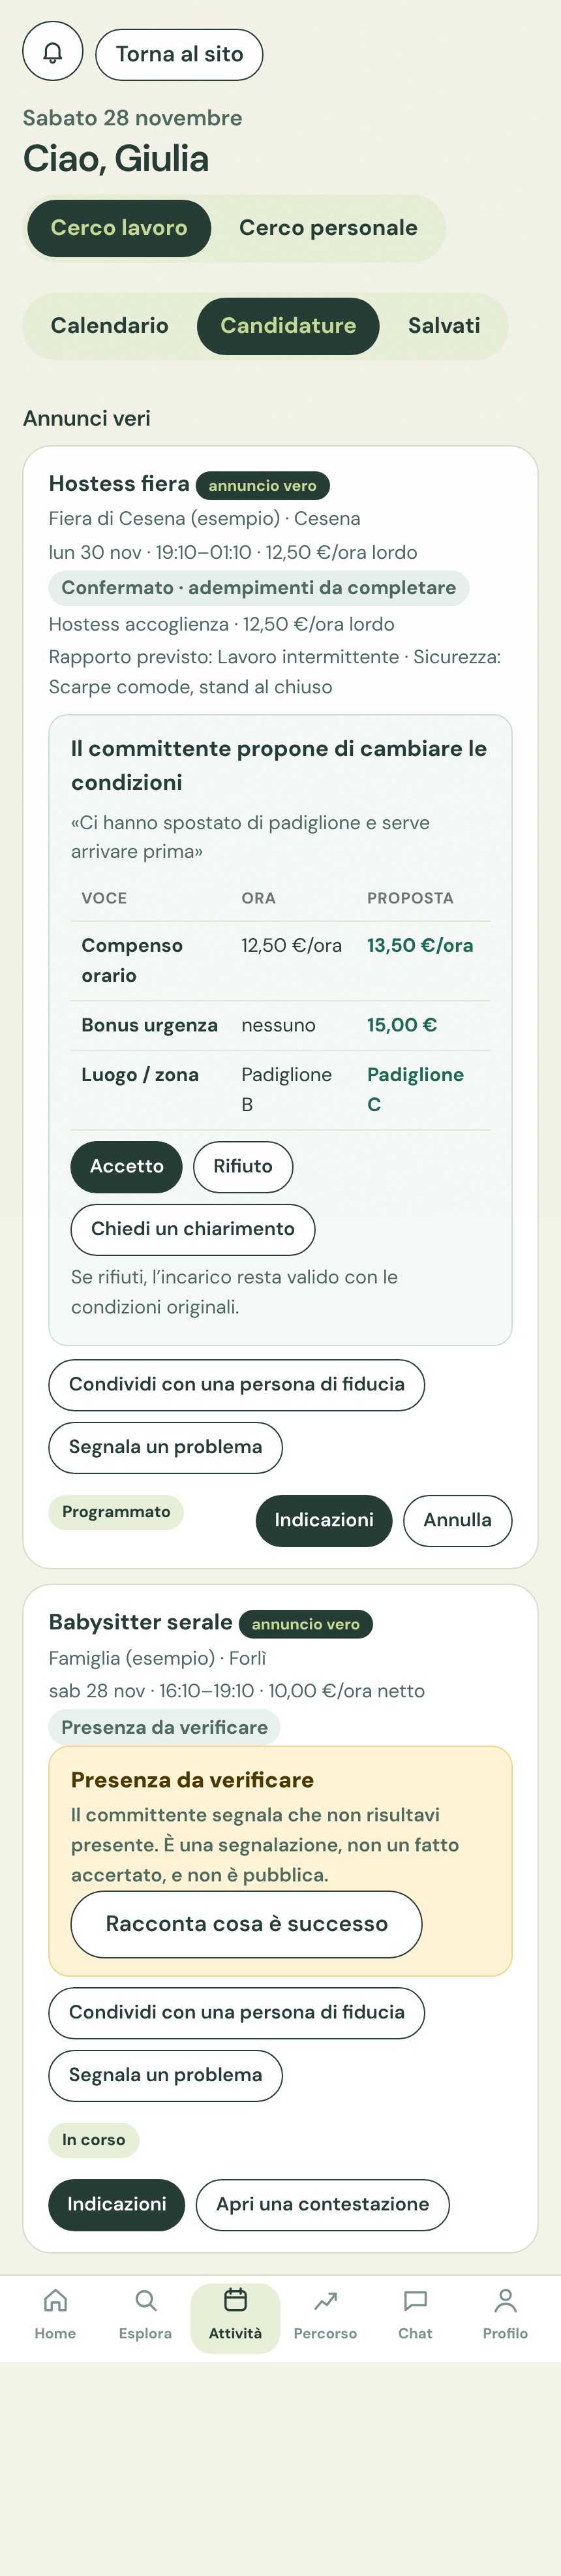 Torna al sito
Sabato 28 novembre
Ciao, Giulia
Cerco lavoro Cerco personale
Calendario Candidature Salvati
Annunci veri
Hostess fiera annuncio vero
Fiera di Cesena (esempio) · Cesena
lun 30 nov · 19:10–01:10 · 12,50 €/ora lordo
Confermato · adempimenti da completare
Hostess accoglienza · 12,50 €/ora lordo
Rapporto previsto: Lavoro intermittente · Sicurezza:
Scarpe comode, stand al chiuso
Il committente propone di cambiare le
condizioni
«Ci hanno spostato di padiglione e serve
arrivare prima»
VOCE ORA PROPOSTA
Compenso 12,50 €/ora 13,50 €/ora
orario
Bonus urgenza nessuno 15,00 €
Luogo / zona Padiglione Padiglione
B C
Accetto Rifiuto
Chiedi un chiarimento
Se rifiuti, l’incarico resta valido con le
condizioni originali.
Condividi con una persona di fiducia
Segnala un problema
Programmato Indicazioni Annulla
Babysitter serale annuncio vero
Famiglia (esempio) · Forlì
sab 28 nov · 16:10–19:10 · 10,00 €/ora netto
Presenza da verificare
Presenza da verificare
Il committente segnala che non risultavi
presente. È una segnalazione, non un fatto
accertato, e non è pubblica.
Racconta cosa è successo
Condividi con una persona di fiducia
Segnala un problema
In corso
Indicazioni Apri una contestazione
Home Esplora Attività Percorso Chat Profilo